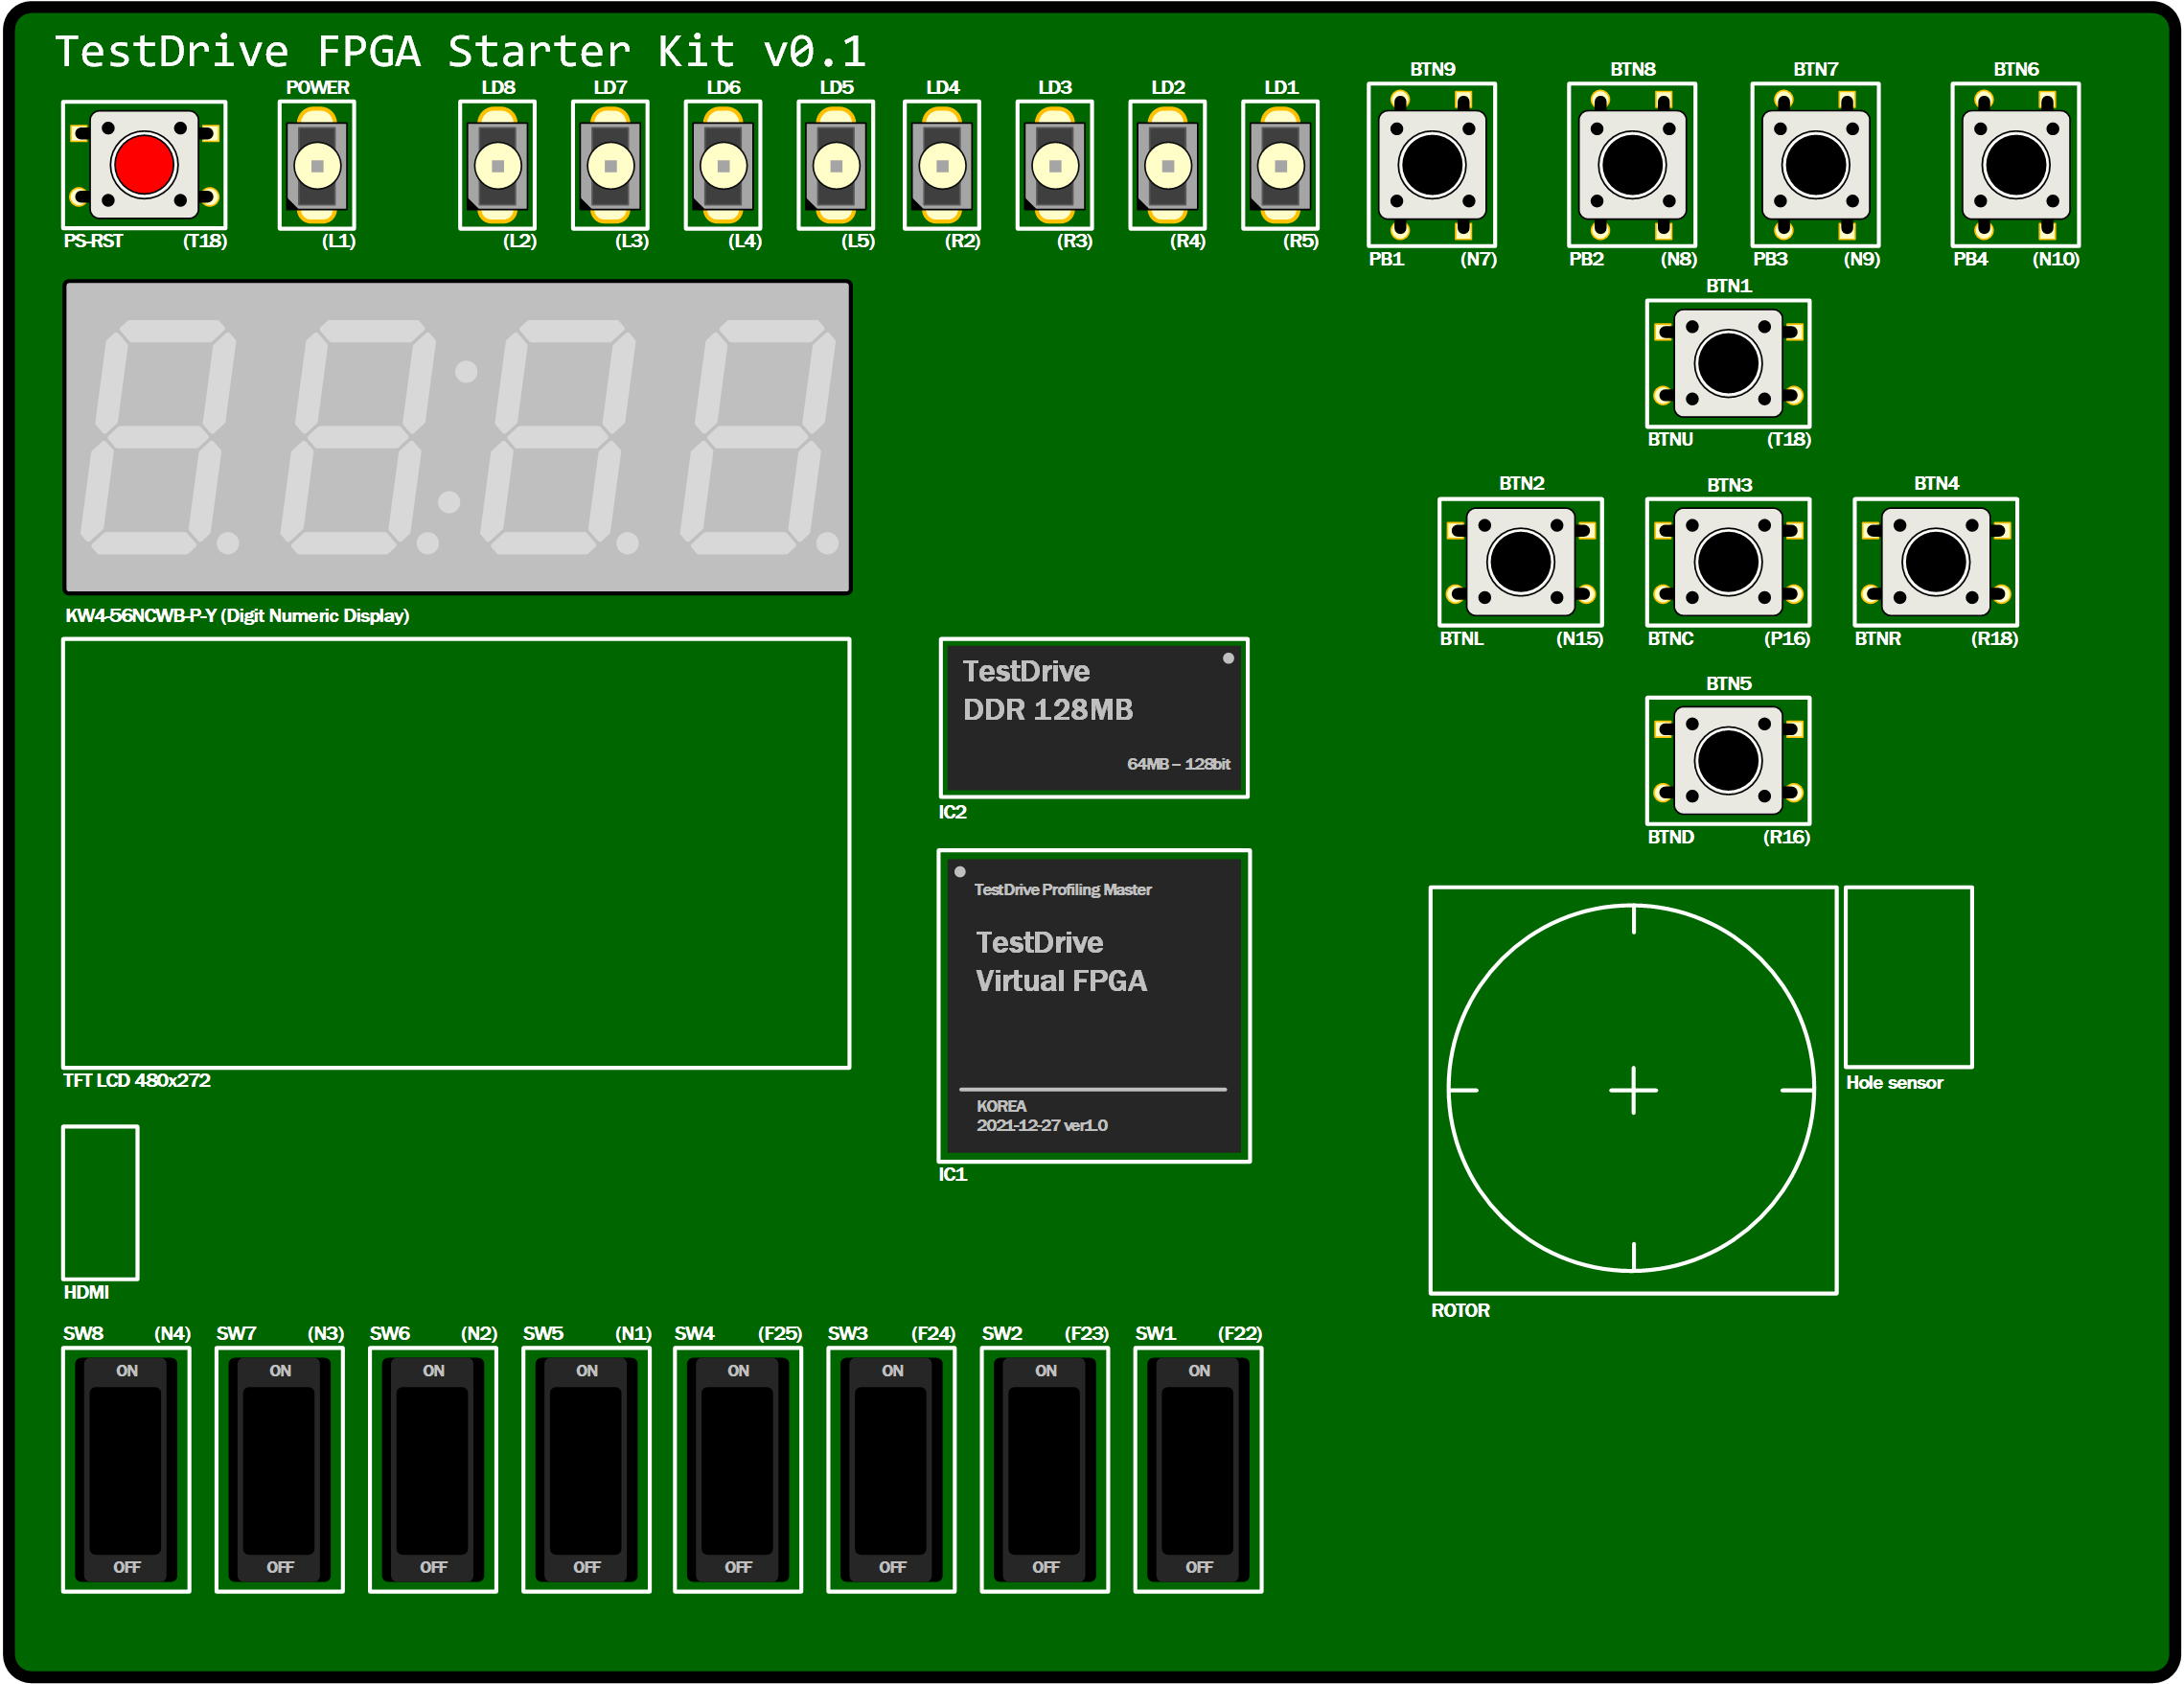 TestDrive FPGA Starter Kit v0.1
POWER LD8 LD7 LD6 LD5 LD4 LD3 LD2 LD1
PS-RST (T18) (L1) (L2) (L3) (L4) (L5) (R2) (R3) (R4) (R5)
BTN9 BTN8 BTN7 BTN6
PB1 (N7) PB2 (N8) PB3 (N9) PB4 (N10)
BTN1
BTNU (T18)
BTN2 BTN3 BTN4
BTNL (N15) BTNC (P16) BTNR (R18)
BTN5
BTND (R16)
KW4-56NCWB-P-Y (Digit Numeric Display)
TFT LCD 480x272
TestDrive
DDR 128MB
64MB – 128bit
IC2
TestDrive Profiling Master
TestDrive
Virtual FPGA
KOREA
2021-12-27 ver1.0
IC1
Hole sensor
ROTOR
HDMI
SW8 (N4) SW7 (N3) SW6 (N2) SW5 (N1) SW4 (F25) SW3 (F24) SW2 (F23) SW1 (F22)
ON ON ON ON ON ON ON ON
OFF OFF OFF OFF OFF OFF OFF OFF